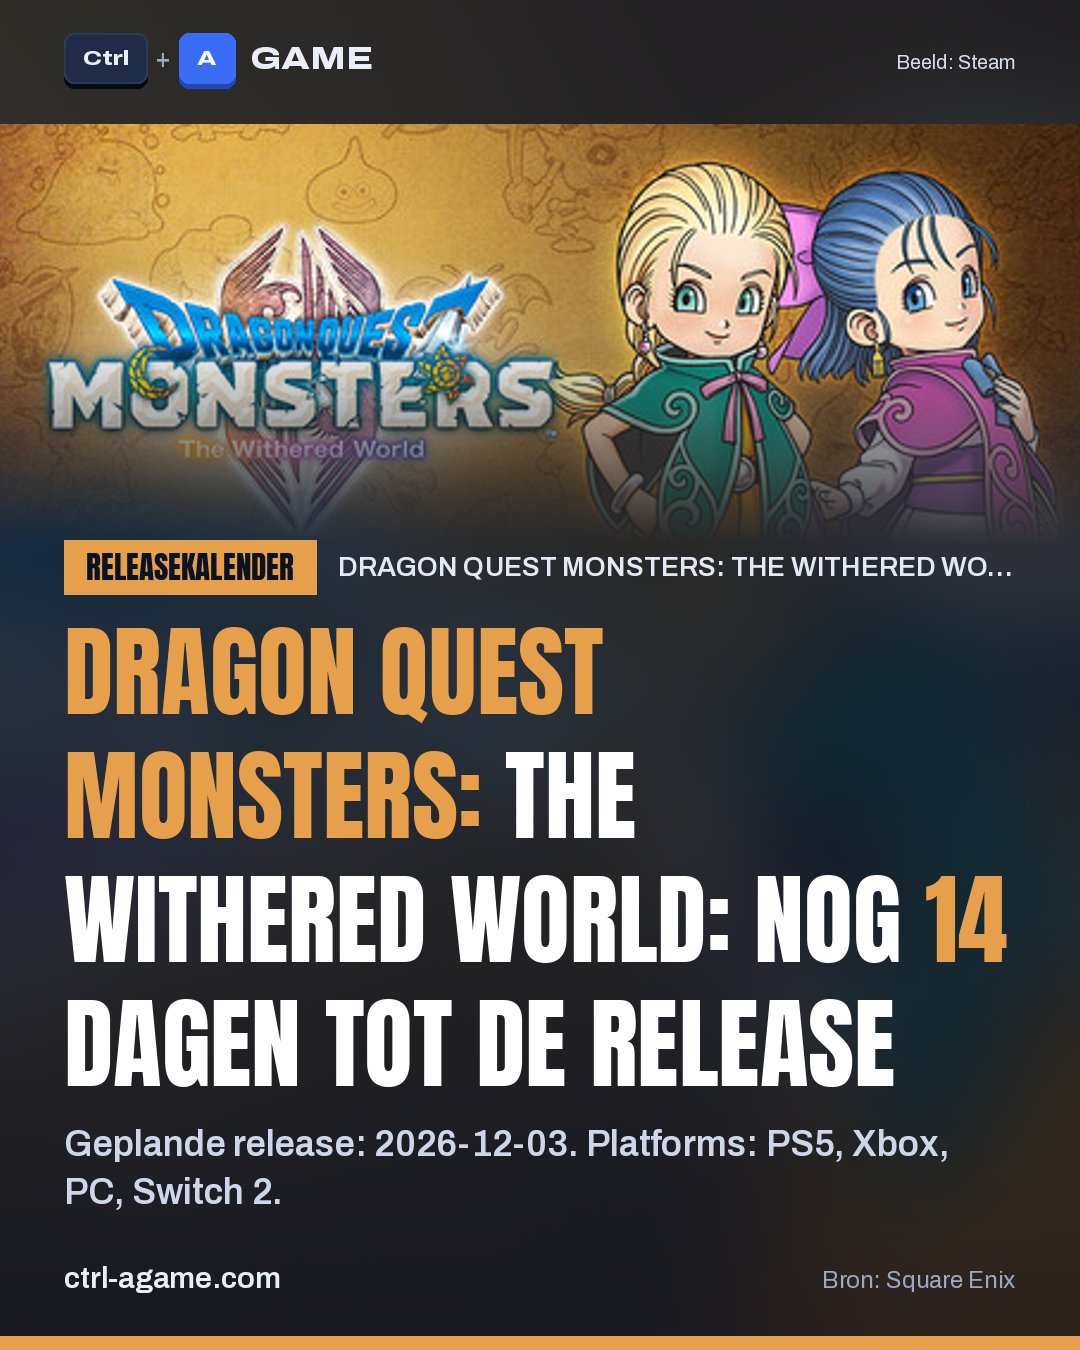 Ctrl + A GAME
Beeld: Steam
DRAGON QUEST
MONSTERS
The Withered World
RELEASEKALENDER
DRAGON QUEST MONSTERS: THE WITHERED WO...
DRAGON QUEST
MONSTERS: THE
WITHERED WORLD: NOG 14
DAGEN TOT DE RELEASE
Geplande release: 2026-12-03. Platforms: PS5, Xbox,
PC, Switch 2.
ctrl-agame.com
Bron: Square Enix